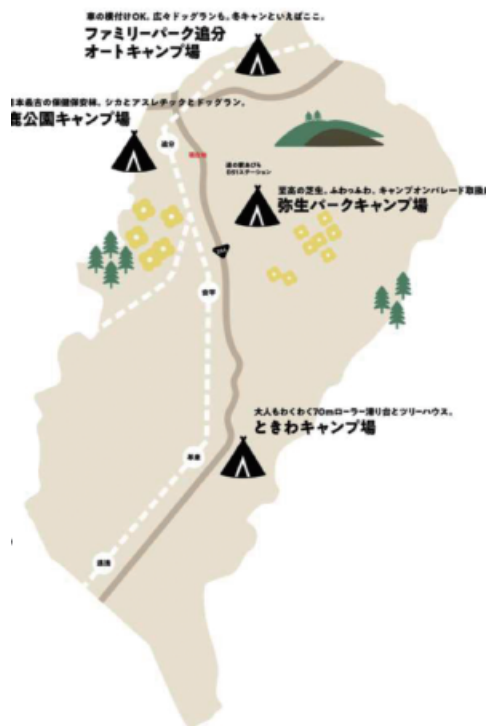 車の横付けOK。広々ドッグランも。冬キャンといえばここ。
ファミリーパーク追分
オートキャンプ場
本最古の保健保安林。シカとアスレチックとドッグラン。
鹿公園キャンプ場
追分
道の駅あびら
D51ステーション
至高の芝生。ふわっふわ。キャンプオンパレード取扱
弥生パークキャンプ場
234
安平
大人もわくわく70mローラー滑り台とツリーハウス。
ときわキャンプ場
早来
遠浅